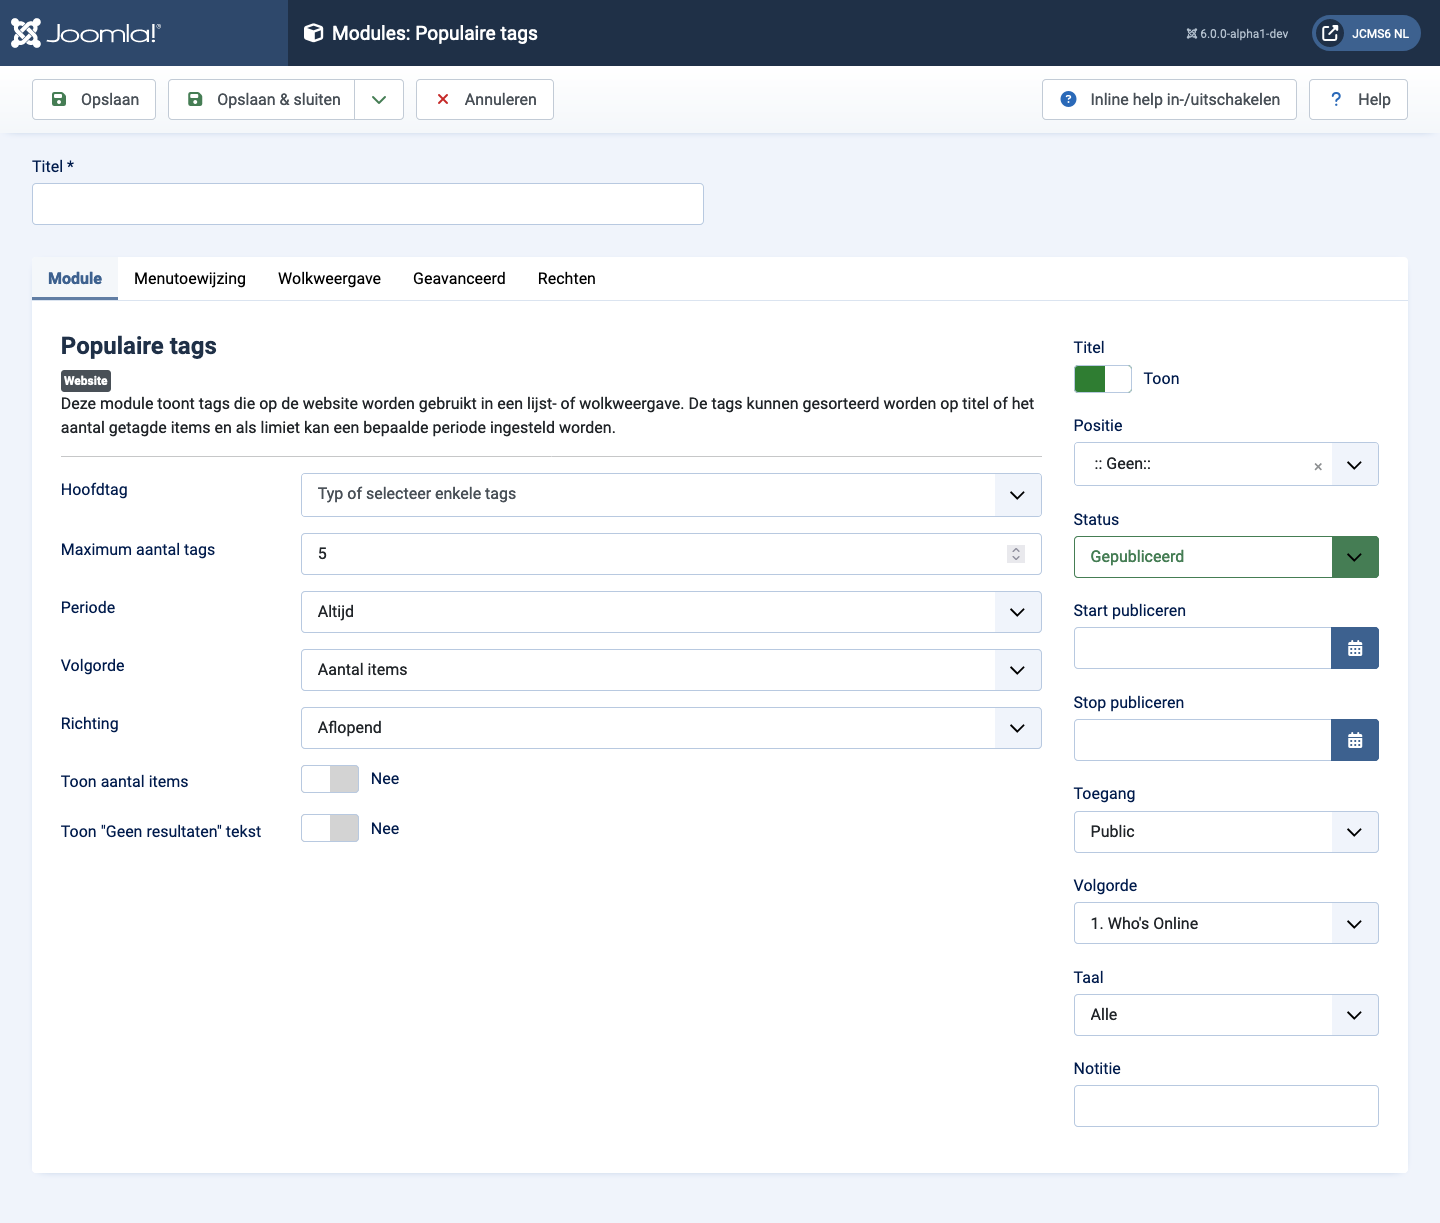 Joomla!®
Modules: Populaire tags
6.0.0-alpha1-dev
JCMS6 NL
Opslaan
Opslaan & sluiten
Annuleren
Inline help in-/uitschakelen
? Help
Titel *
Module
Menutoewijzing
Wolkweergave
Geavanceerd
Rechten
Populaire tags
Website
Deze module toont tags die op de website worden gebruikt in een lijst- of wolkweergave. De tags kunnen gesorteerd worden op titel of het
aantal getagde items en als limiet kan een bepaalde periode ingesteld worden.
Hoofdtag
Typ of selecteer enkele tags
Maximum aantal tags
5
Periode
Altijd
Volgorde
Aantal items
Richting
Aflopend
Toon aantal items
Nee
Toon "Geen resultaten" tekst
Nee
Titel
Toon
Positie
:: Geen::
Status
Gepubliceerd
Start publiceren
Stop publiceren
Toegang
Public
Volgorde
1. Who's Online
Taal
Alle
Notitie